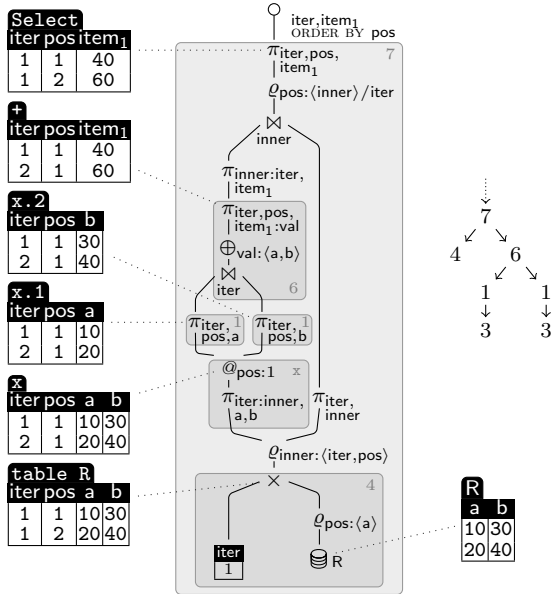 iter,item₁
ORDER BY pos
Select
iter pos item₁
1 1 40
1 2 60
π iter,pos,
item₁
7
ϱ pos:⟨inner⟩/iter
⋈
inner
+
iter pos item₁
1 1 40
2 1 60
π inner:iter,
item₁
π iter,pos,
item₁:val
⊕ val:⟨a,b⟩
⋈
iter
6
x.2
iter pos b
1 1 30
2 1 40
x.1
iter pos a
1 1 10
2 1 20
π iter,
pos,a
1
π iter,
pos,b
1
x
iter pos a b
1 1 10 30
2 1 20 40
@ pos:1
x
π iter:inner,
a,b
π iter,
inner
ϱ inner:⟨iter,pos⟩
table R
iter pos a b
1 1 10 30
1 2 20 40
×
4
ϱ pos:⟨a⟩
iter
1
R
R
a b
10 30
20 40
7
4 6
1 1
3 3